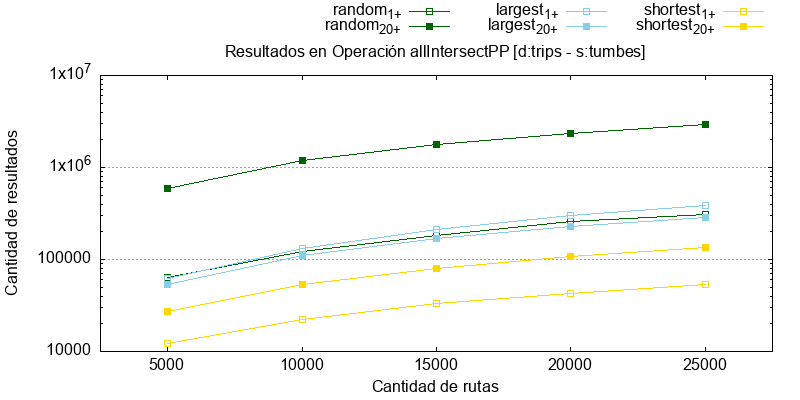 random1+ largest1+ shortest1+
random20+ largest20+ shortest20+
Resultados en Operación allIntersectPP [d:trips - s:tumbes]
1x10^7
1x10^6
100000
10000
Cantidad de resultados
5000 10000 15000 20000 25000
Cantidad de rutas